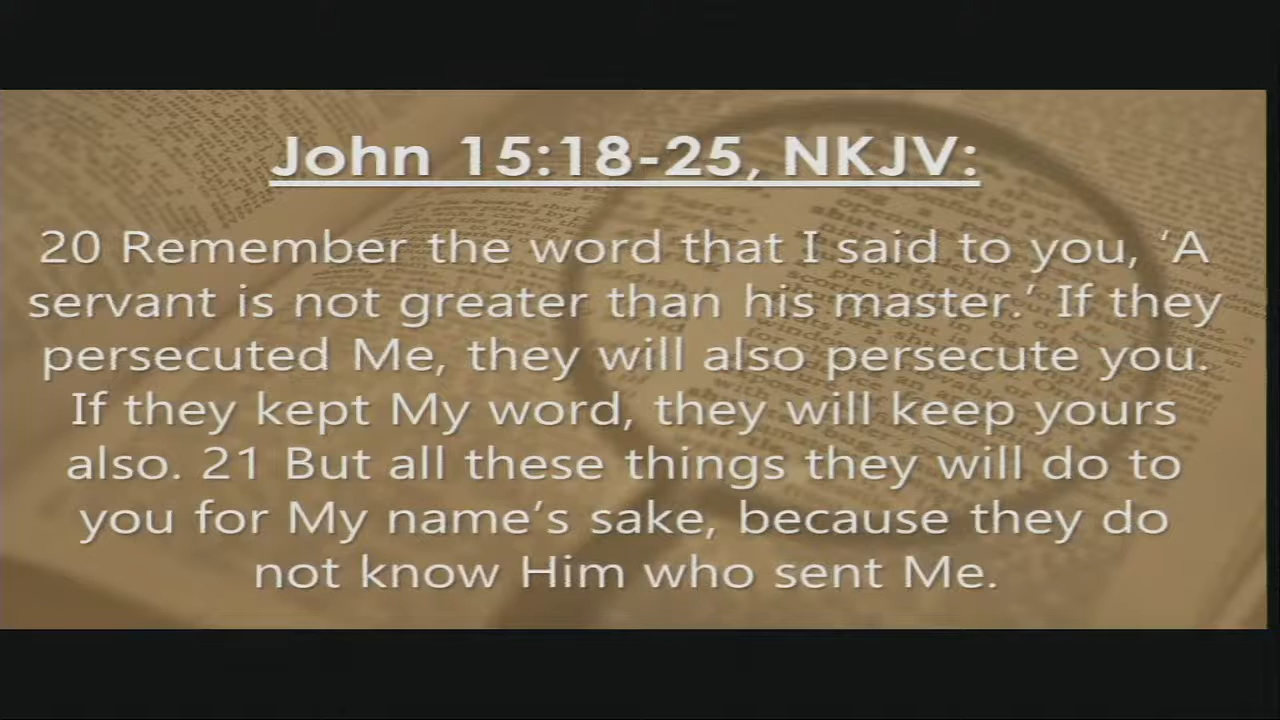 John 15:18-25, NKJV:
20 Remember the word that I said to you, ‘A
servant is not greater than his master.’ If they
persecuted Me, they will also persecute you.
If they kept My word, they will keep yours
also. 21 But all these things they will do to
you for My name’s sake, because they do
not know Him who sent Me.